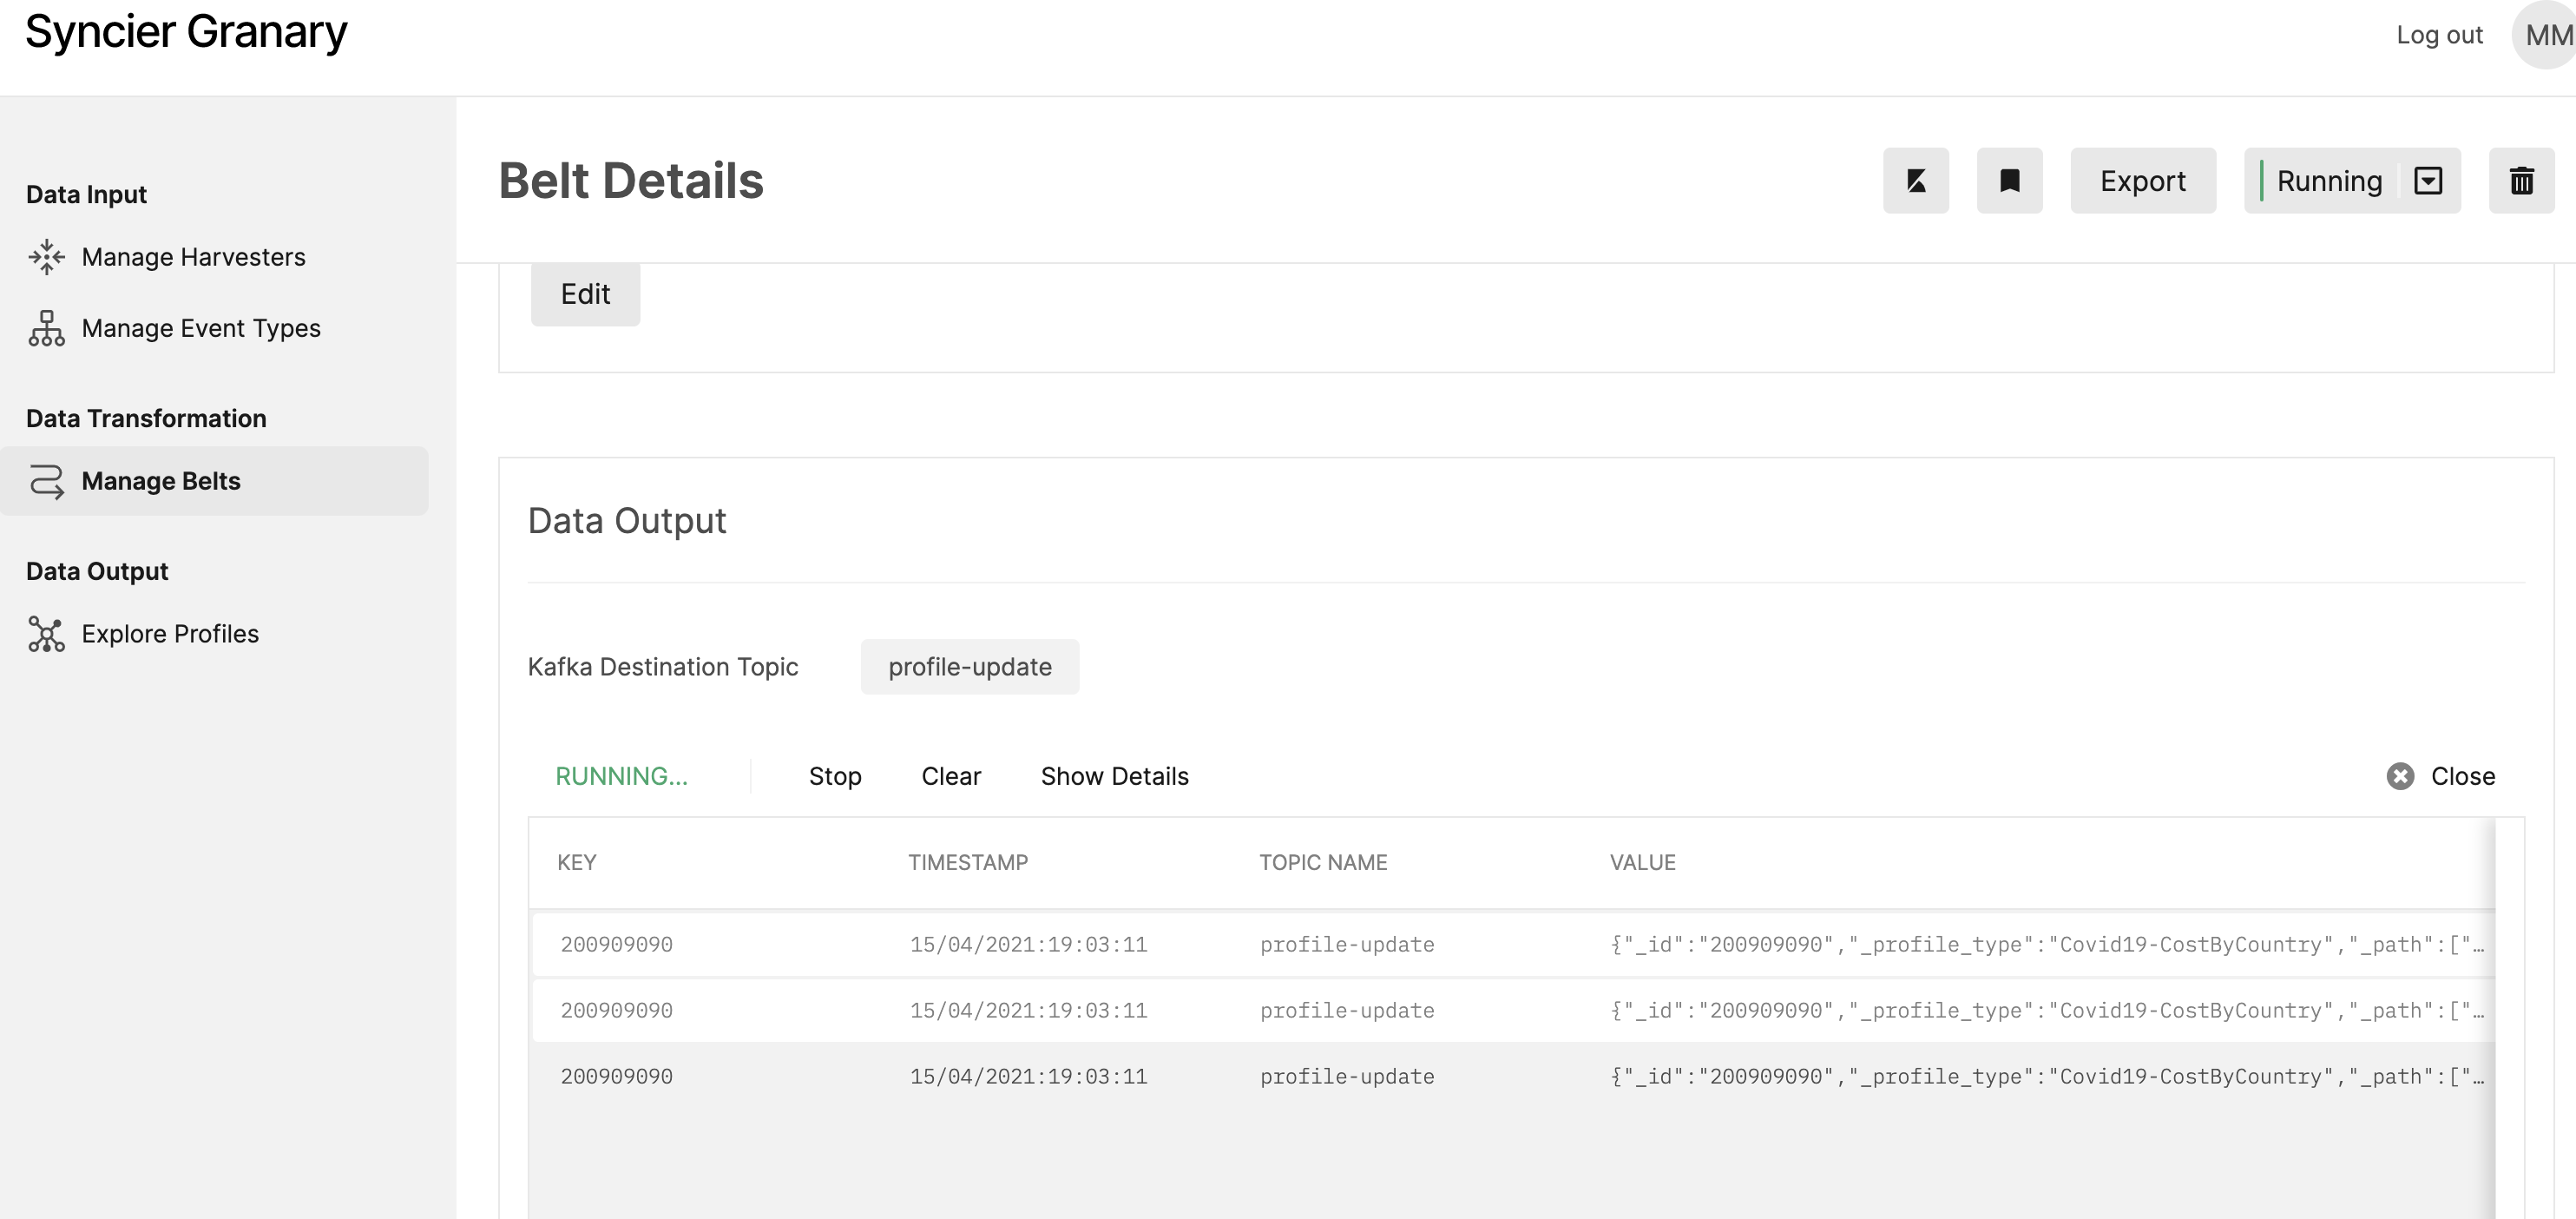 Syncier Granary
Log out
MM
Data Input
Manage Harvesters
Manage Event Types
Data Transformation
Manage Belts
Data Output
Explore Profiles
Belt Details
Export
Running
Edit
Data Output
Kafka Destination Topic profile-update
RUNNING... Stop Clear Show Details Close
KEY TIMESTAMP TOPIC NAME VALUE
200909090 15/04/2021:19:03:11 profile-update {"_id":"200909090","_profile_type":"Covid19-CostByCountry","_path":["…
200909090 15/04/2021:19:03:11 profile-update {"_id":"200909090","_profile_type":"Covid19-CostByCountry","_path":["…
200909090 15/04/2021:19:03:11 profile-update {"_id":"200909090","_profile_type":"Covid19-CostByCountry","_path":["…